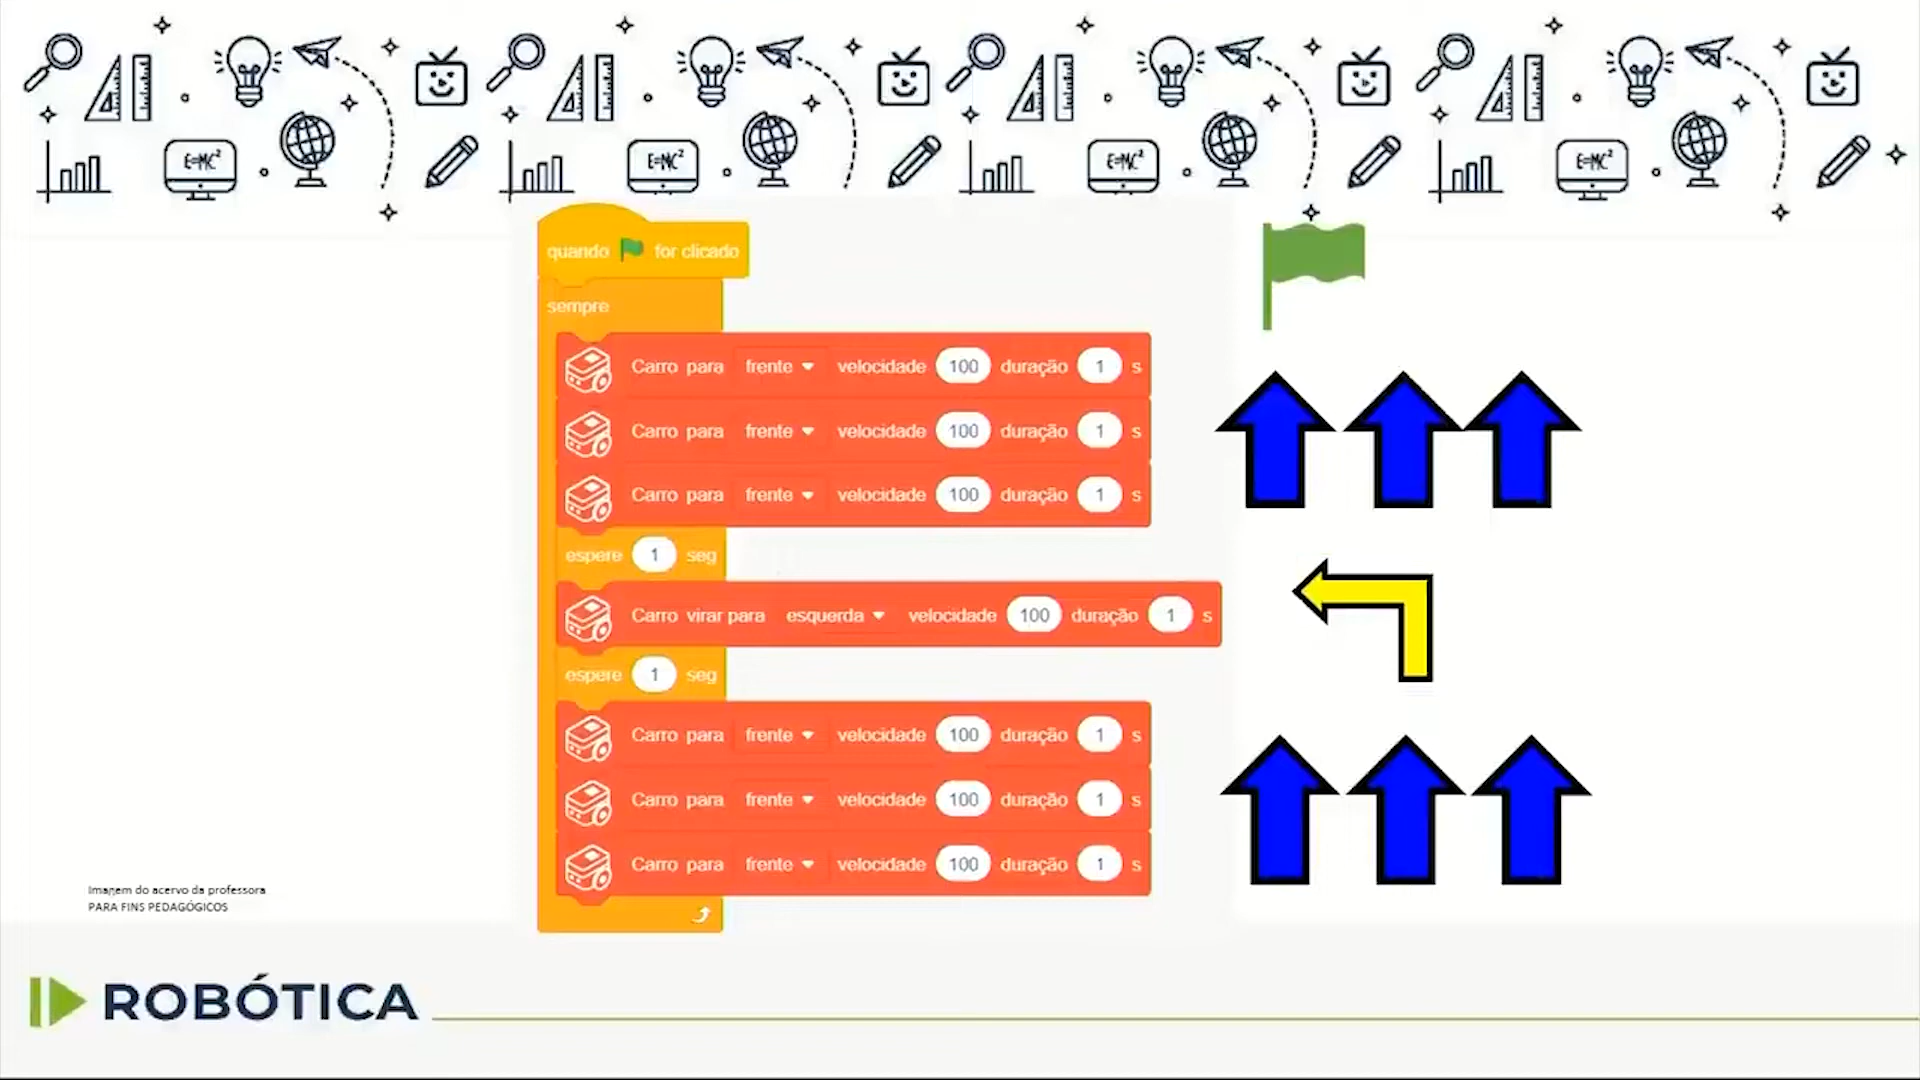 E=MC² E=MC² E=MC² E=MC²
quando for clicado
sempre
Carro para frente velocidade 100 duração 1 s
Carro para frente velocidade 100 duração 1 s
Carro para frente velocidade 100 duração 1 s
espere 1 seg
Carro virar para esquerda velocidade 100 duração 1 s
espere 1 seg
Carro para frente velocidade 100 duração 1 s
Carro para frente velocidade 100 duração 1 s
Carro para frente velocidade 100 duração 1 s
Imagem do acervo da professora
PARA FINS PEDAGÓGICOS
ROBÓTICA